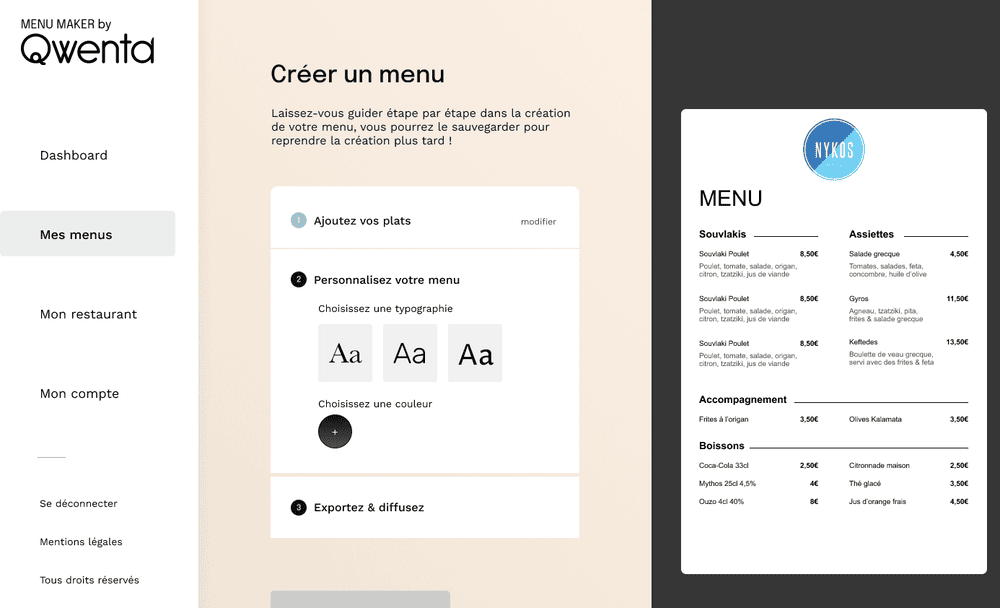 MENU MAKER by
Qwenta
Dashboard
Mes menus
Mon restaurant
Mon compte
Se déconnecter
Mentions légales
Tous droits réservés
Créer un menu
Laissez-vous guider étape par étape dans la création
de votre menu, vous pourrez le sauvegarder pour
reprendre la création plus tard !
1 Ajoutez vos plats modifier
2 Personnalisez votre menu
Choisissez une typographie
Aa Aa Aa
Choisissez une couleur
+
3 Exportez & diffusez
NYKOS
MENU
Souvlakis
Souvlaki Poulet 8,50€
Poulet, tomate, salade, origan,
citron, tzatziki, jus de viande
Souvlaki Poulet 8,50€
Poulet, tomate, salade, origan,
citron, tzatziki, jus de viande
Souvlaki Poulet 8,50€
Poulet, tomate, salade, origan,
citron, tzatziki, jus de viande
Assiettes
Salade grecque 4,50€
Tomates, salades, feta,
concombre, huile d'olive
Gyros 11,50€
Agneau, tzatziki, pita,
frites & salade grecque
Keftedes 13,50€
Boulette de veau grecque,
servi avec des frites & feta
Accompagnement
Frites à l'origan 3,50€ Olives Kalamata 3,50€
Boissons
Coca-Cola 33cl 2,50€ Citronnade maison 2,50€
Mythos 25cl 4,5% 4€ Thé glacé 3,50€
Ouzo 4cl 40% 8€ Jus d'orange frais 4,50€